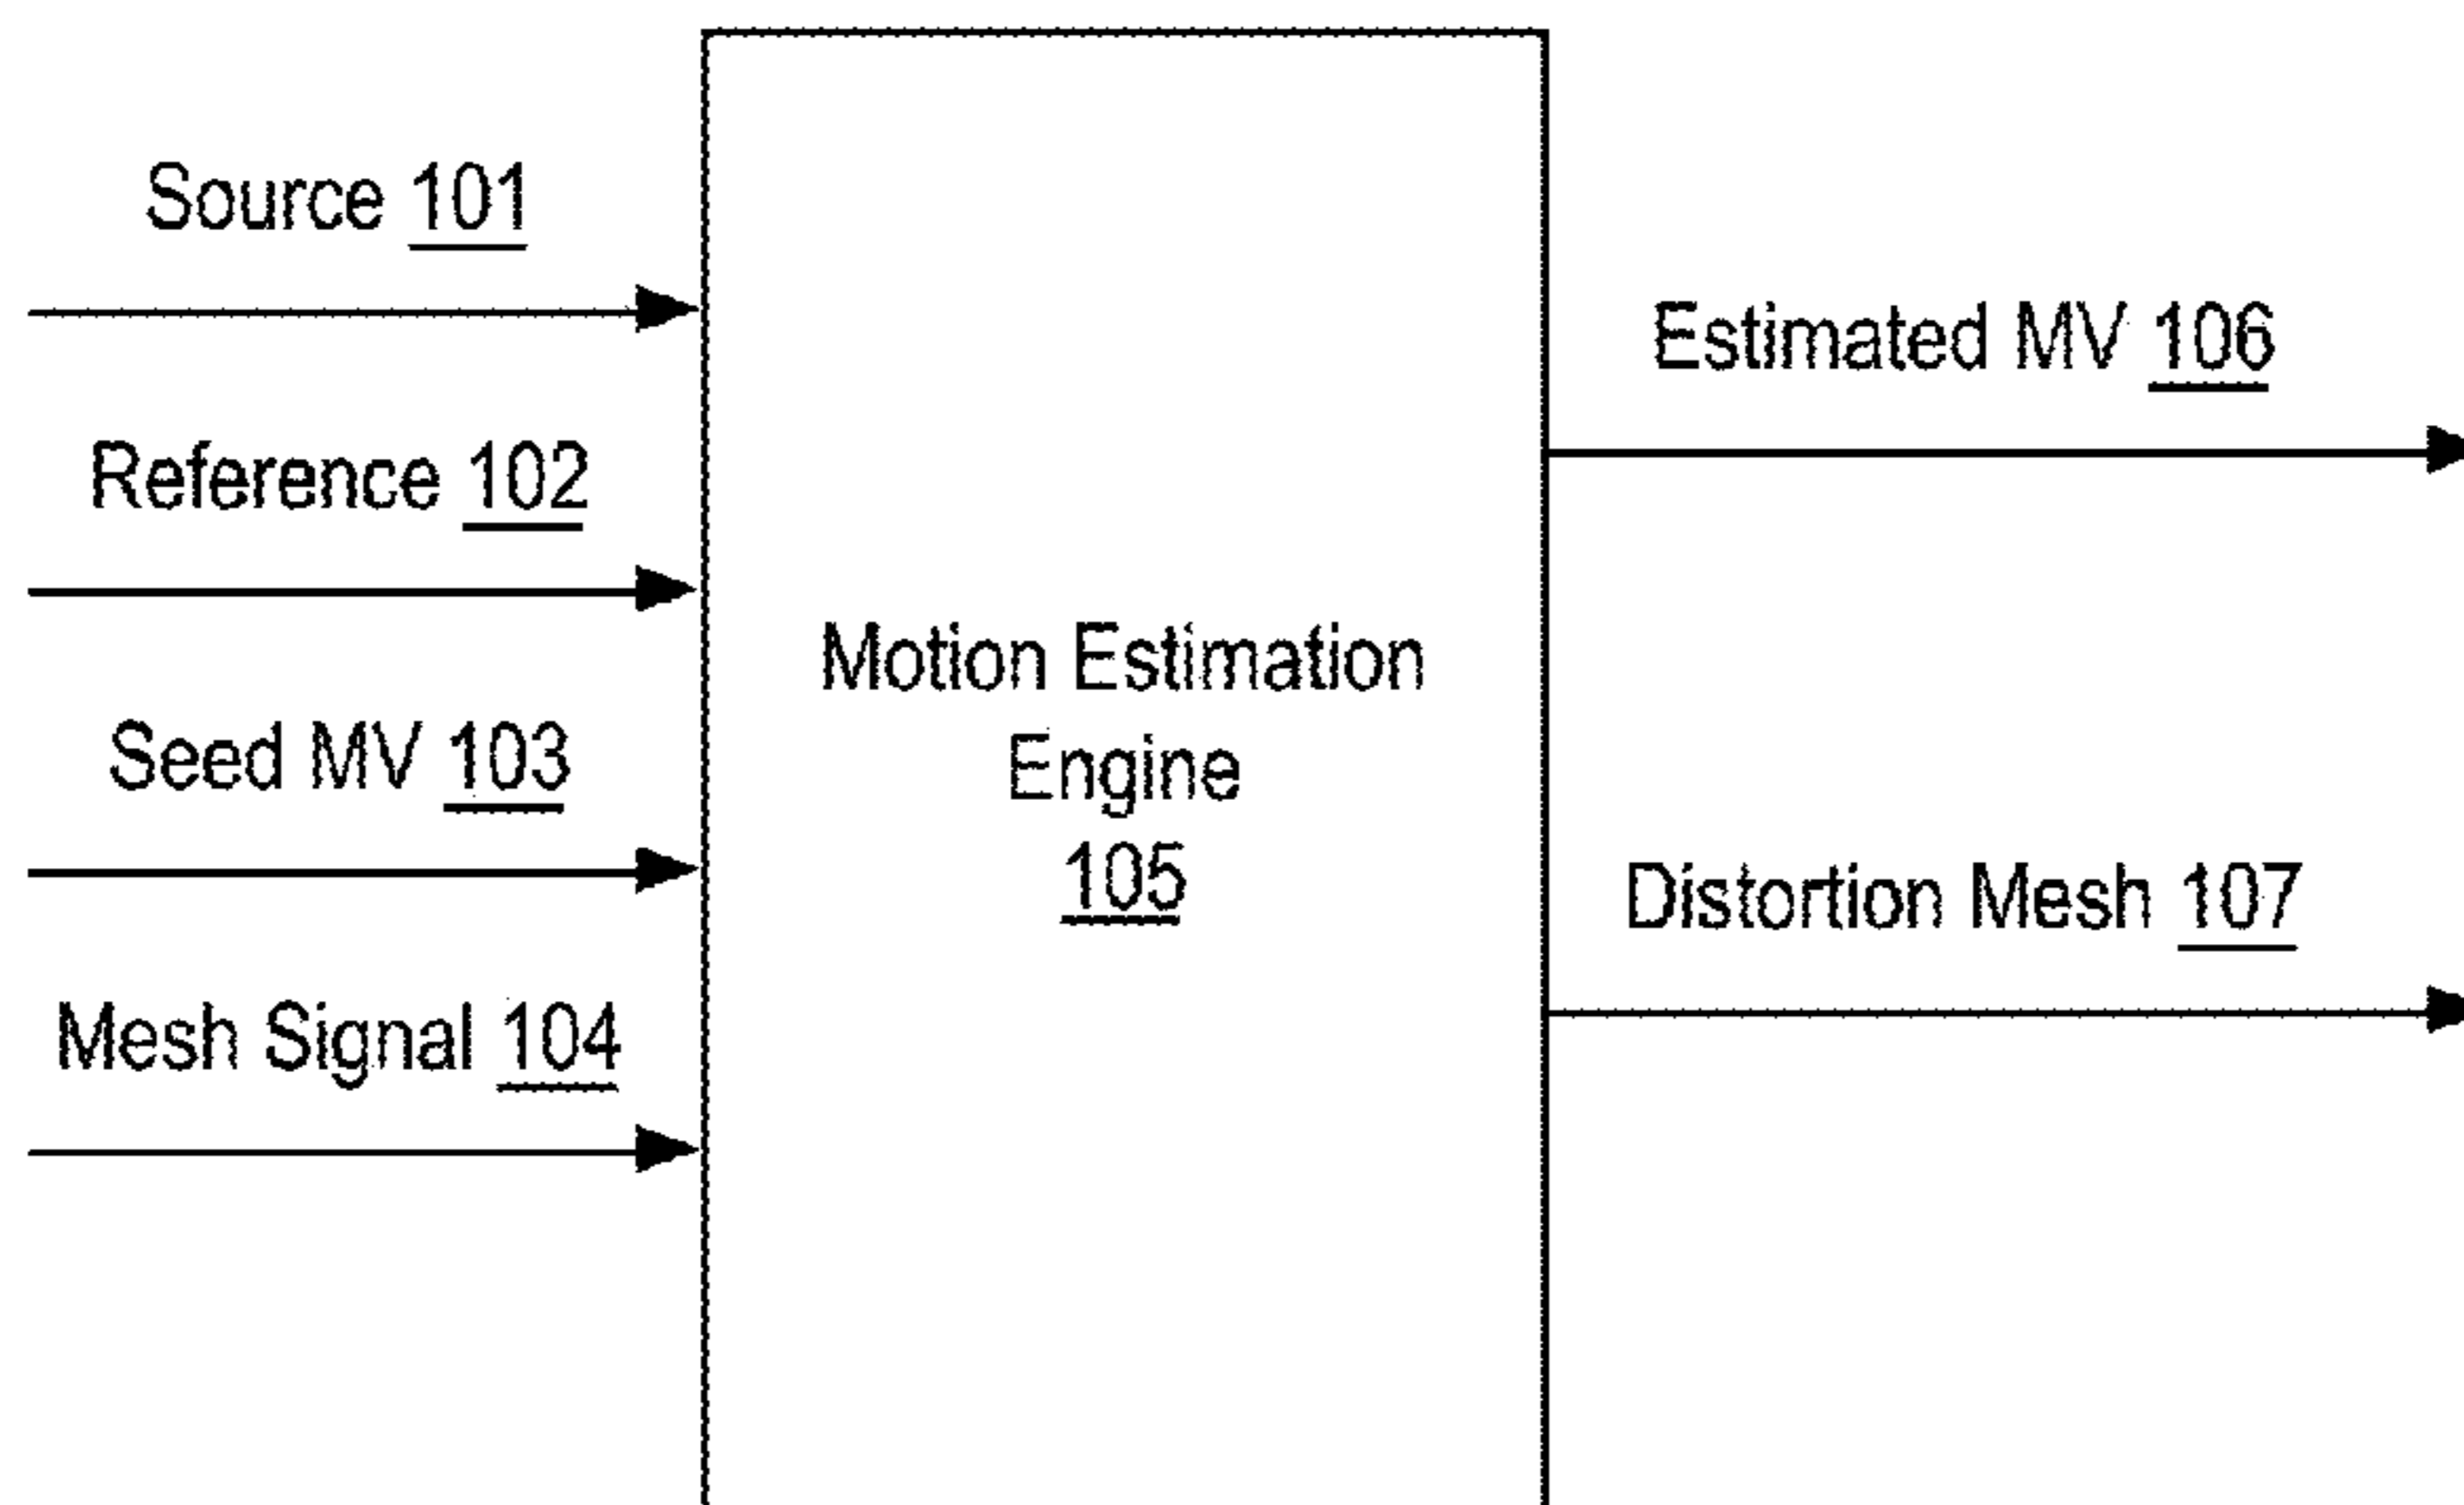 Source 101
Reference 102
Seed MV 103
Mesh Signal 104
Motion Estimation
Engine
105
Estimated MV 106
Distortion Mesh 107